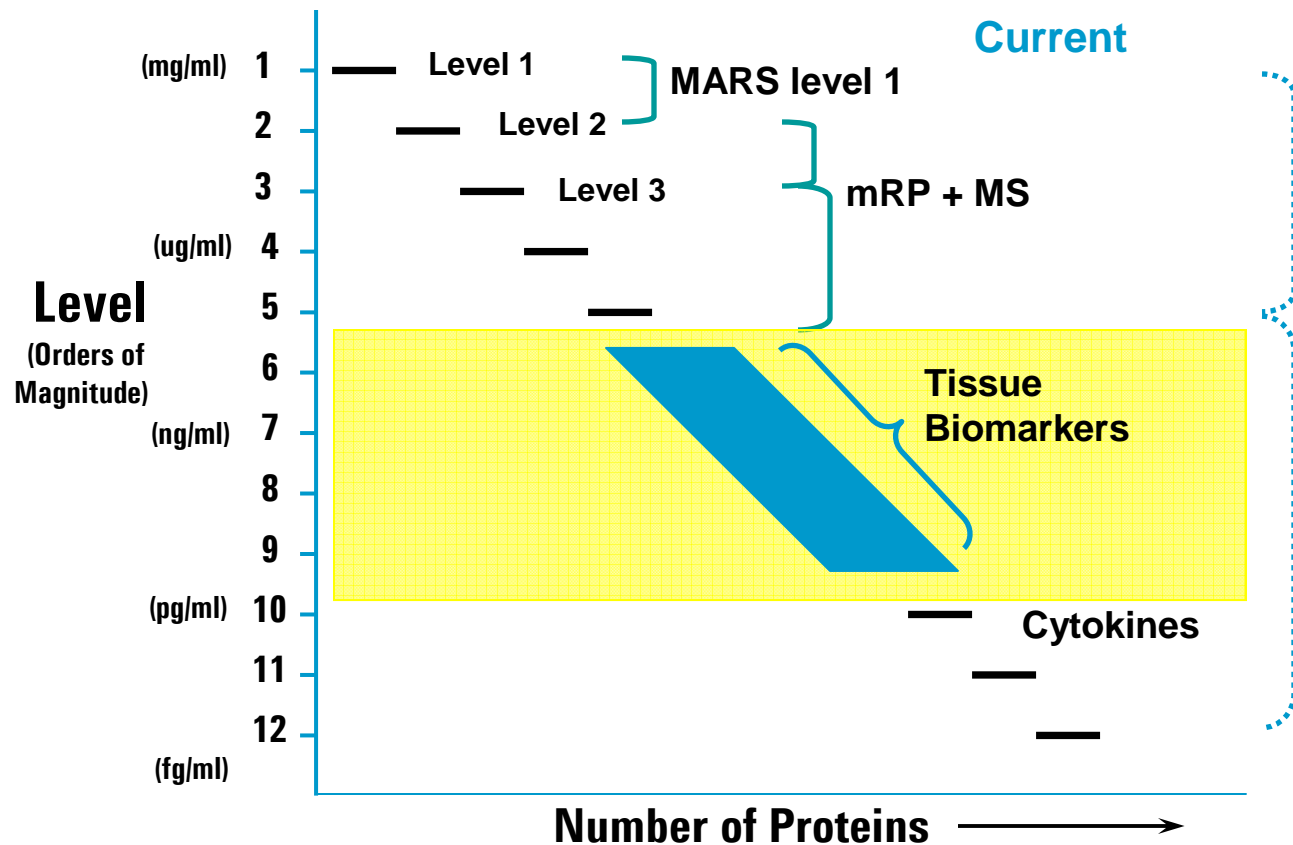 Current
(mg/ml) 1 Level 1
MARS level 1
2 Level 2
3 Level 3
mRP + MS
(ug/ml) 4
Level
(Orders of
Magnitude)
5
6
Tissue
Biomarkers
(ng/ml) 7
8
9
(pg/ml) 10
Cytokines
11
12
(fg/ml)
Number of Proteins